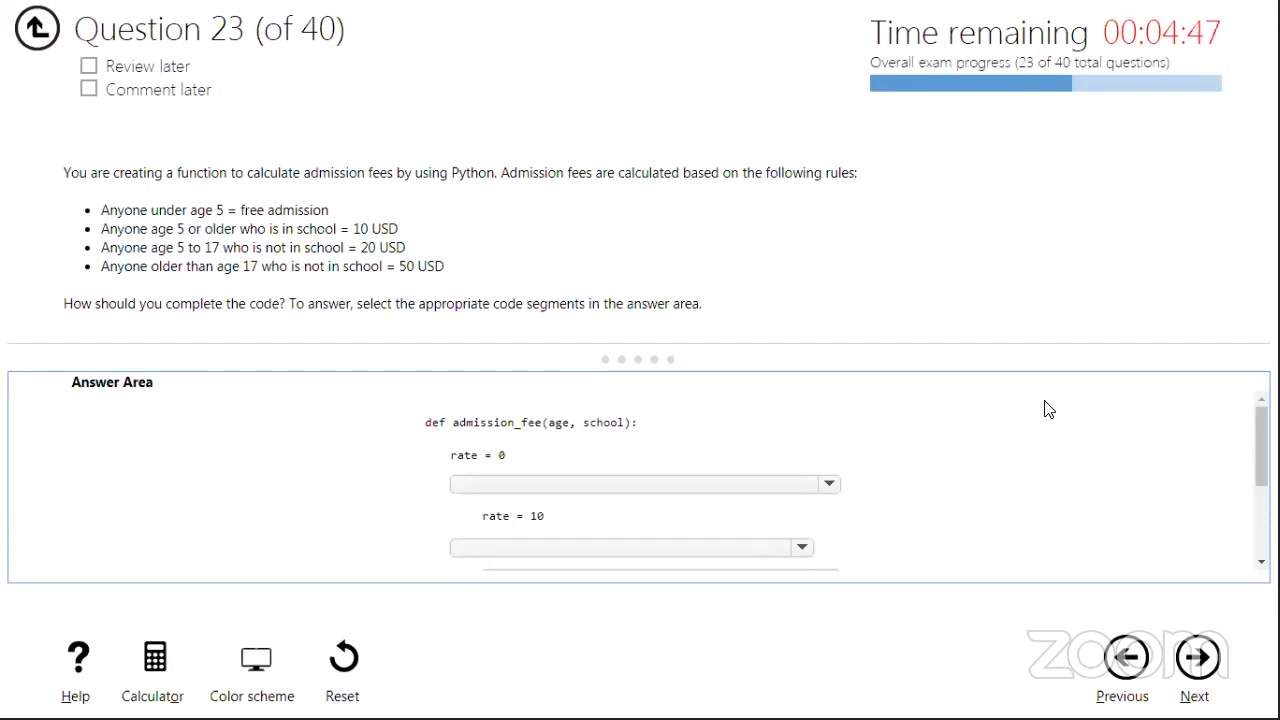 Question 23 (of 40)
Time remaining 00:04:47
Review later
Overall exam progress (23 of 40 total questions)
Comment later
You are creating a function to calculate admission fees by using Python. Admission fees are calculated based on the following rules:
• Anyone under age 5 = free admission
• Anyone age 5 or older who is in school = 10 USD
• Anyone age 5 to 17 who is not in school = 20 USD
• Anyone older than age 17 who is not in school = 50 USD
How should you complete the code? To answer, select the appropriate code segments in the answer area.
Answer Area
def admission_fee(age, school):
rate = 0
rate = 10
zoom
Help
Calculator
Color scheme
Reset
Previous
Next